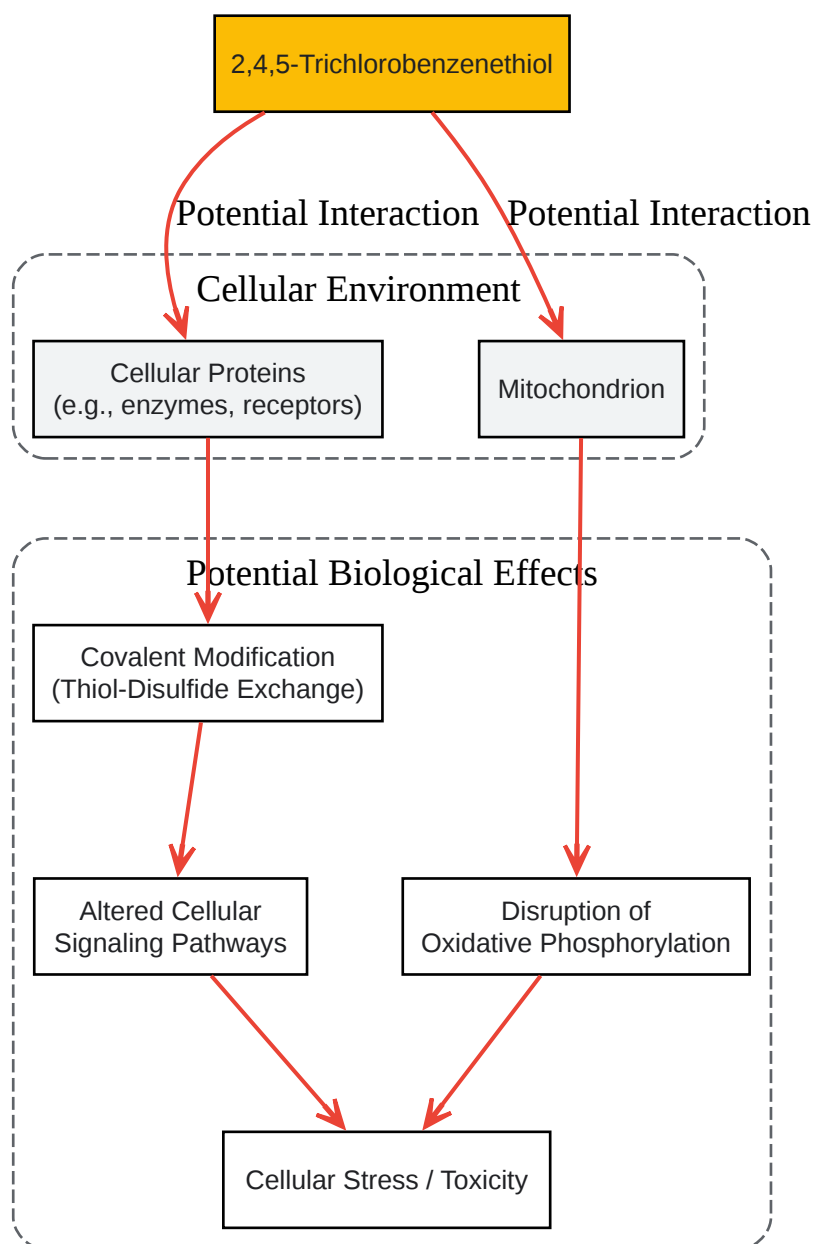 2,4,5-Trichlorobenzenethiol
Potential Interaction
Potential Interaction
Cellular Environment
Cellular Proteins
(e.g., enzymes, receptors)
Mitochondrion
Potential Biological Effects
Covalent Modification
(Thiol-Disulfide Exchange)
Altered Cellular
Signaling Pathways
Disruption of
Oxidative Phosphorylation
Cellular Stress / Toxicity